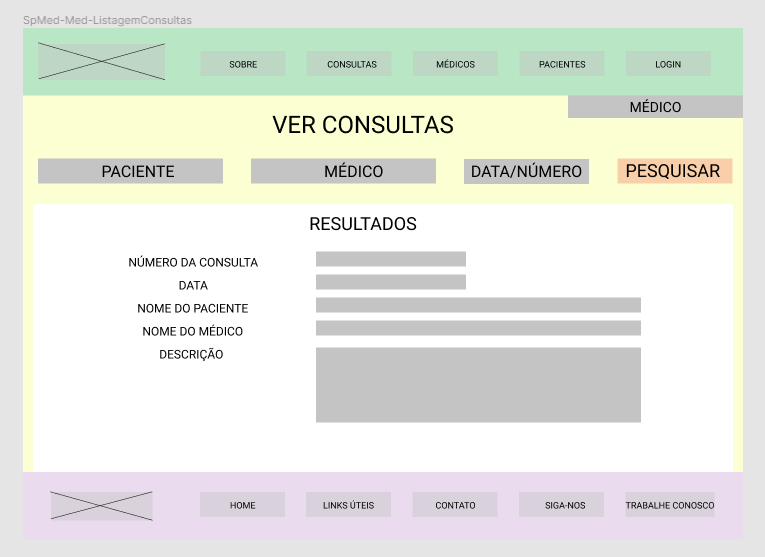 SpMed-Med-ListagemConsultas
SOBRE
CONSULTAS
MÉDICOS
PACIENTES
LOGIN
MÉDICO
VER CONSULTAS
PACIENTE
MÉDICO
DATA/NÚMERO
PESQUISAR
RESULTADOS
NÚMERO DA CONSULTA
DATA
NOME DO PACIENTE
NOME DO MÉDICO
DESCRIÇÃO
HOME
LINKS ÚTEIS
CONTATO
SIGA-NOS
TRABALHE CONOSCO